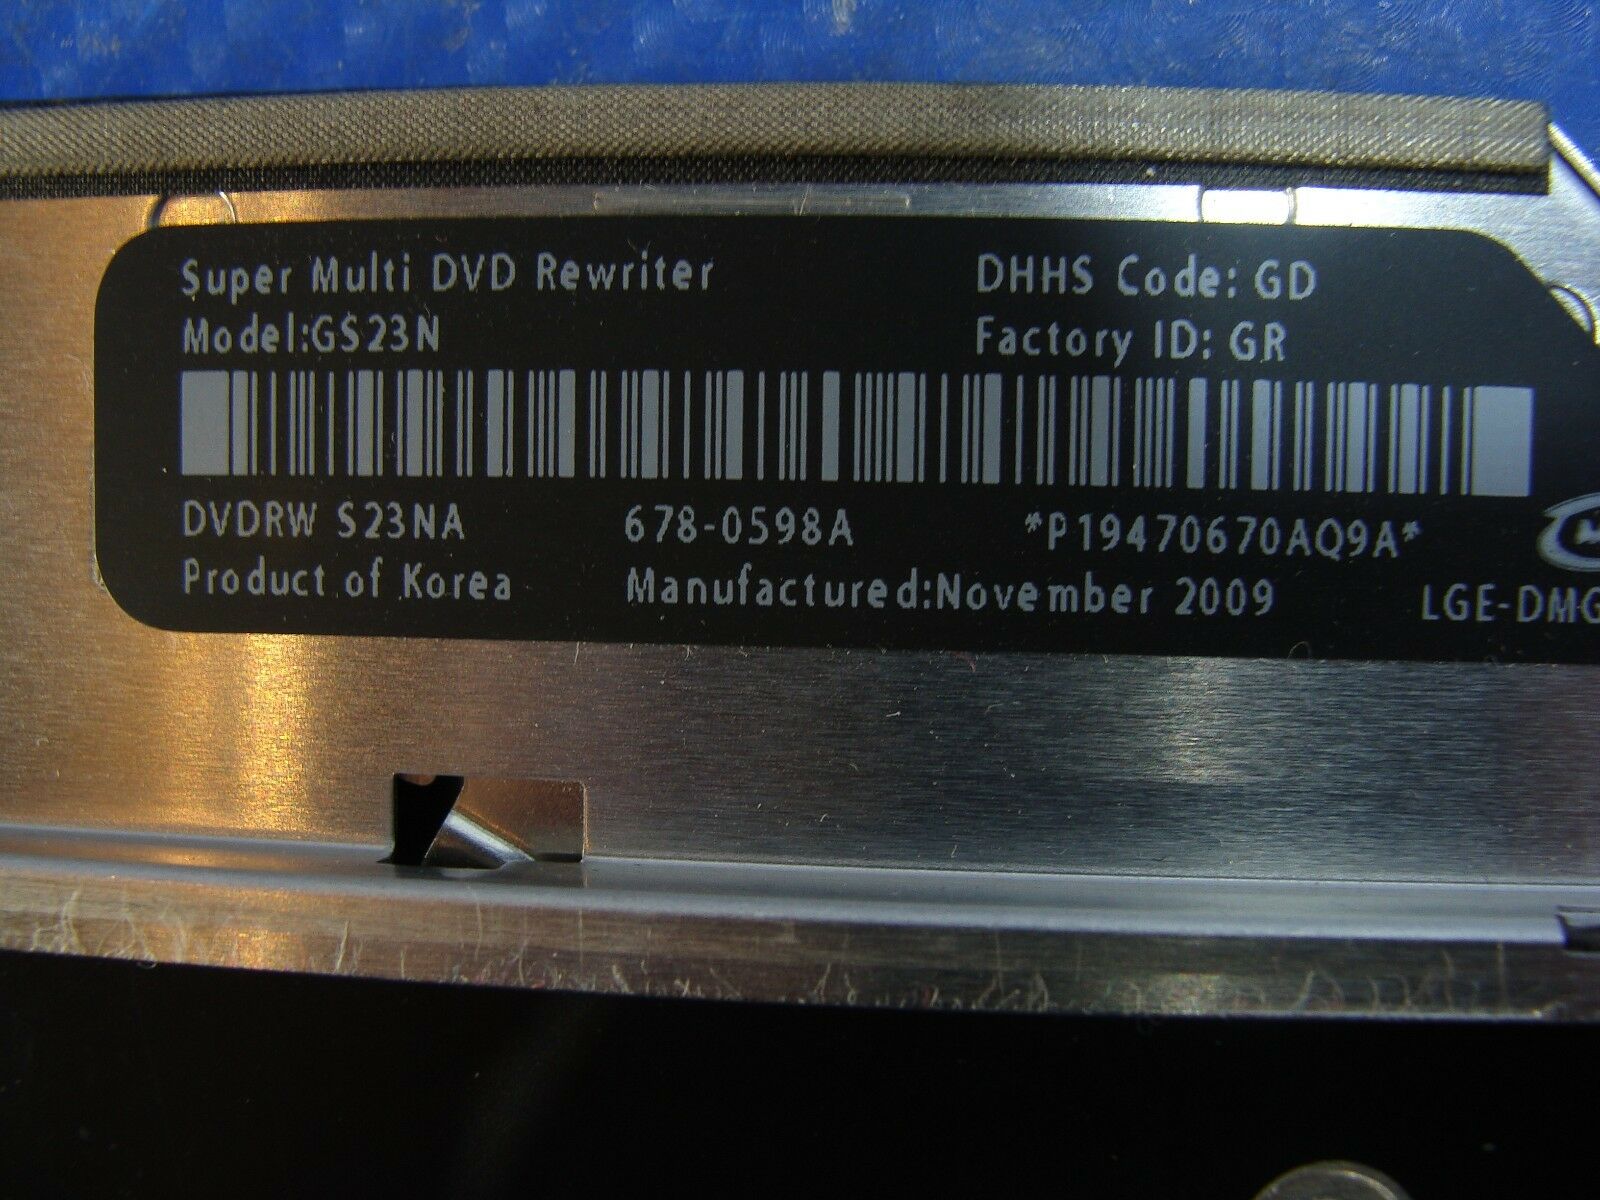 Super Multi DVD Rewriter
Model:GS23N
DHHS Code: GD
Factory ID: GR
DVDRW S23NA
678-0598A
*P19470670AQ9A*
Product of Korea
Manufactured:November 2009
LGE-DMG